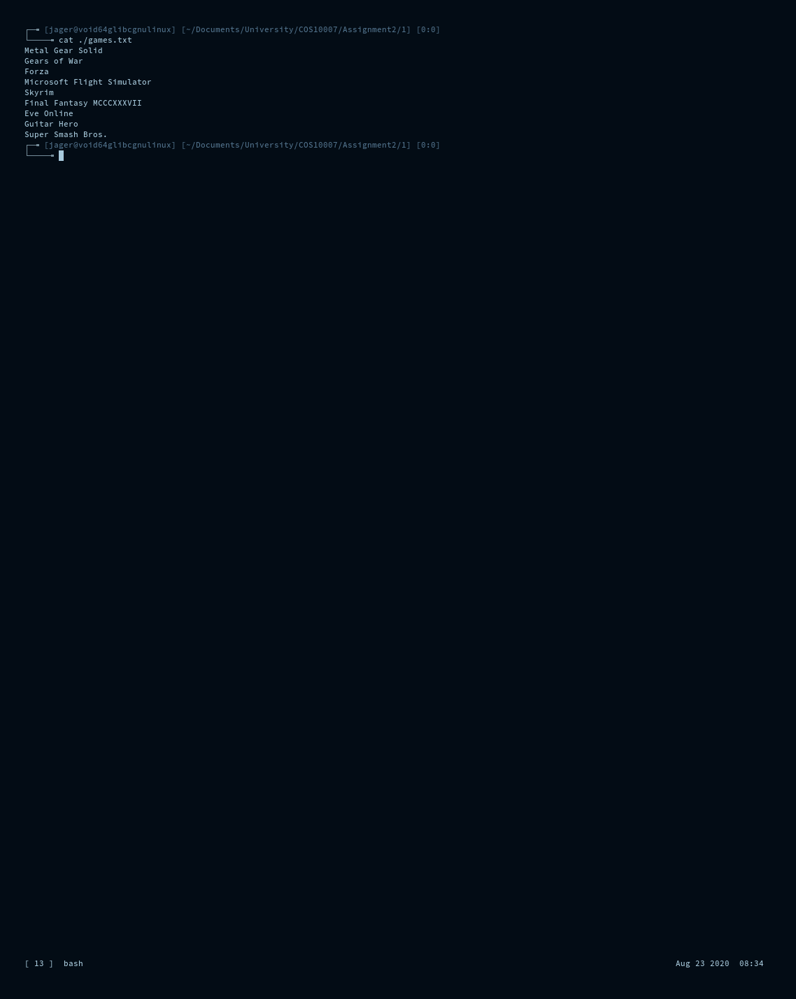 ┌─╼ [jager@void64glibcgnulinux] [~/Documents/University/COS10007/Assignment2/1] [0:0]
└────╼ cat ./games.txt
Metal Gear Solid
Gears of War
Forza
Microsoft Flight Simulator
Skyrim
Final Fantasy MCCCXXXVII
Eve Online
Guitar Hero
Super Smash Bros.
┌─╼ [jager@void64glibcgnulinux] [~/Documents/University/COS10007/Assignment2/1] [0:0]
└────╼
[ 13 ]  bash Aug 23 2020  08:34